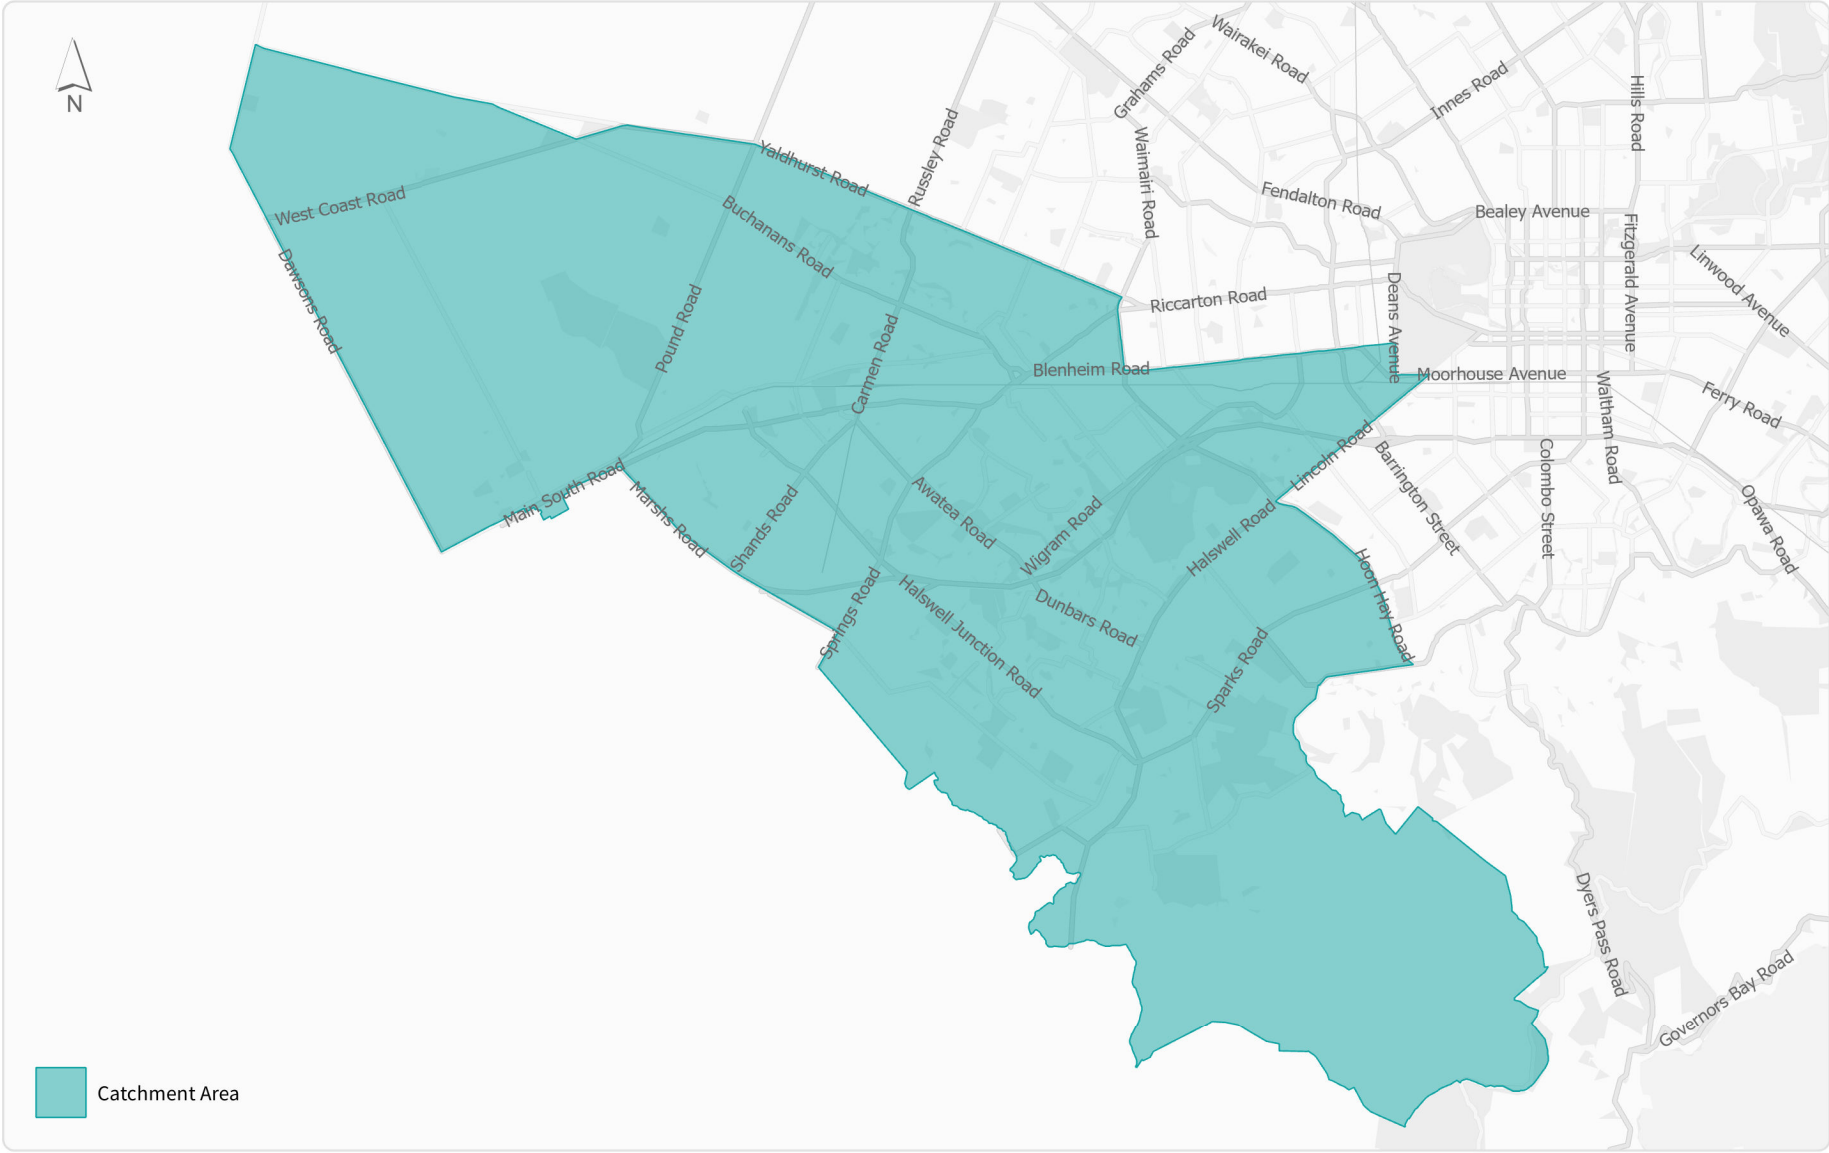 N
Wairakei Road
Grahams Road
Innes Road
Hills Road
Russley Road
Yaldhurst Road
Waimairi Road
Fendalton Road
Bealey Avenue
West Coast Road
Buchanans Road
Fitzgerald Avenue
Linwood Avenue
Dawsons Road
Pound Road
Riccarton Road
Deans Avenue
Carmen Road
Blenheim Road
Moorhouse Avenue
Waltham Road
Ferry Road
Lincoln Road
Barrington Street
Colombo Street
Main South Road
Marshs Road
Shands Road
Awatea Road
Wigram Road
Halswell Road
Opawa Road
Hoon Hay Road
Springs Road
Halswell Junction Road
Dunbars Road
Sparks Road
Dyers Pass Road
Governors Bay Road
Catchment Area